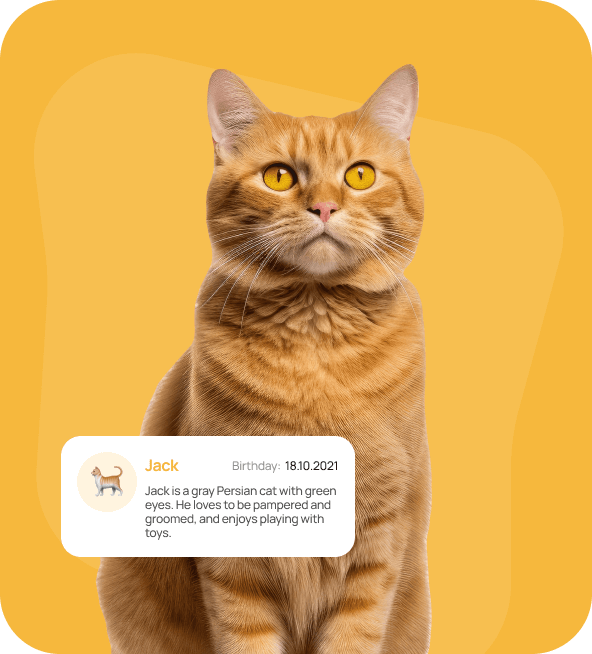 Jack
Birthday: 18.10.2021
Jack is a gray Persian cat with green
eyes. He loves to be pampered and
groomed, and enjoys playing with
toys.